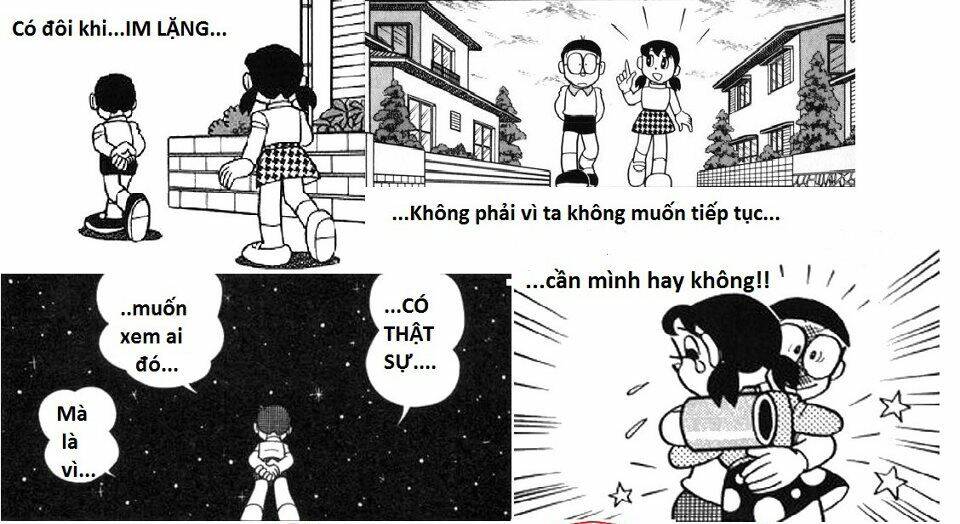 Có đôi khi...IM LẶNG...
...Không phải vì ta không muốn tiếp tục...
Mà
là
vì...
..muốn
xem ai
đó...
...CÓ
THẬT
SỰ....
...cần mình hay không!!